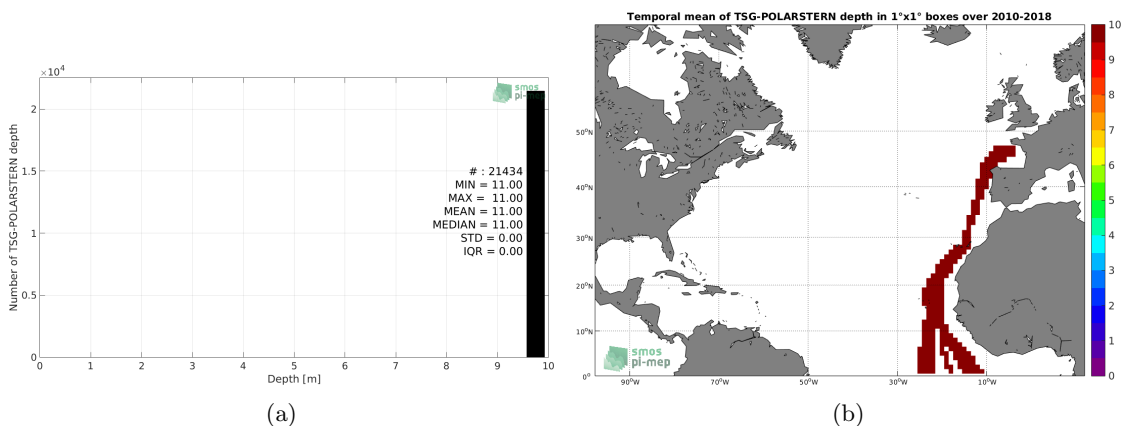 ×10⁴
2
1.5
1
0.5
0
Number of TSG-POLARSTERN depth
smos
pi-mep
# : 21434
MIN = 11.00
MAX = 11.00
MEAN = 11.00
MEDIAN = 11.00
STD = 0.00
IQR = 0.00
0 1 2 3 4 5 6 7 8 9 10
Depth [m]
(a)
Temporal mean of TSG-POLARSTERN depth in 1°x1° boxes over 2010-2018
50°N
40°N
30°N
20°N
10°N
0°
90°W 70°W 50°W 30°W 10°W
smos
pi-mep
10
9
8
7
6
5
4
3
2
1
0
(b)